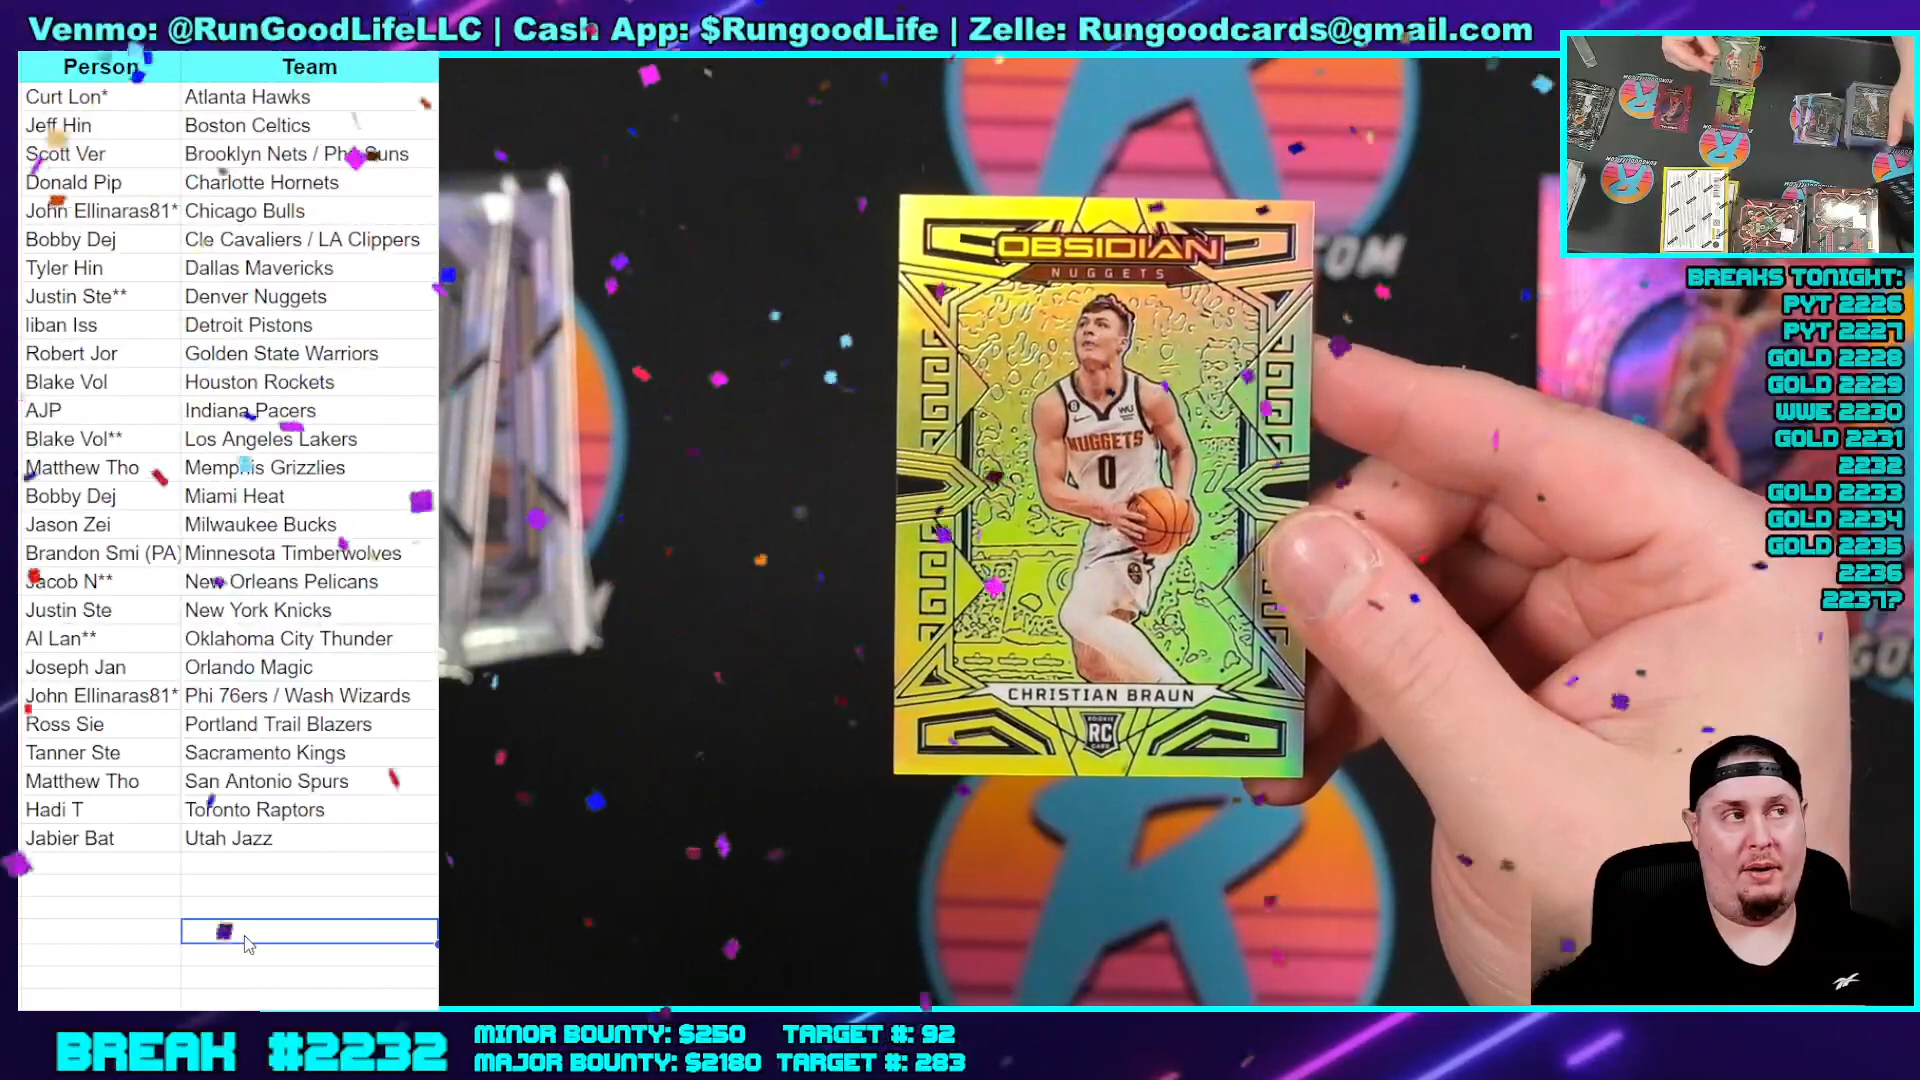 Venmo: @RunGoodLifeLLC | Cash App: $RungoodLife | Zelle: Rungoodcards@gmail.com
Person Team
Curt Lon* Atlanta Hawks
Jeff Hin Boston Celtics
Scott Ver Brooklyn Nets / Phx Suns
Donald Pip Charlotte Hornets
John Ellinaras81* Chicago Bulls
Bobby Dej Cle Cavaliers / LA Clippers
Tyler Hin Dallas Mavericks
Justin Ste** Denver Nuggets
liban Iss Detroit Pistons
Robert Jor Golden State Warriors
Blake Vol Houston Rockets
AJP Indiana Pacers
Blake Vol** Los Angeles Lakers
Matthew Tho Memphis Grizzlies
Bobby Dej Miami Heat
Jason Zei Milwaukee Bucks
Brandon Smi (PA) Minnesota Timberwolves
Jacob N** New Orleans Pelicans
Justin Ste New York Knicks
Al Lan** Oklahoma City Thunder
Joseph Jan Orlando Magic
John Ellinaras81* Phi 76ers / Wash Wizards
Ross Sie Portland Trail Blazers
Tanner Ste Sacramento Kings
Matthew Tho San Antonio Spurs
Hadi T Toronto Raptors
Jabier Bat Utah Jazz
OBSIDIAN
NUGGETS
WU
NUGGETS
0
CHRISTIAN BRAUN
ROOKIE
RC
CARD
.COM
R
BREAKS TONIGHT:
PYT 2226
PYT 2227
GOLD 2228
GOLD 2229
WWE 2230
GOLD 2231
2232
GOLD 2233
GOLD 2234
GOLD 2235
2236
2237?
BREAK #2232
MINOR BOUNTY: $250 TARGET #: 92
MAJOR BOUNTY: $2180 TARGET #: 283